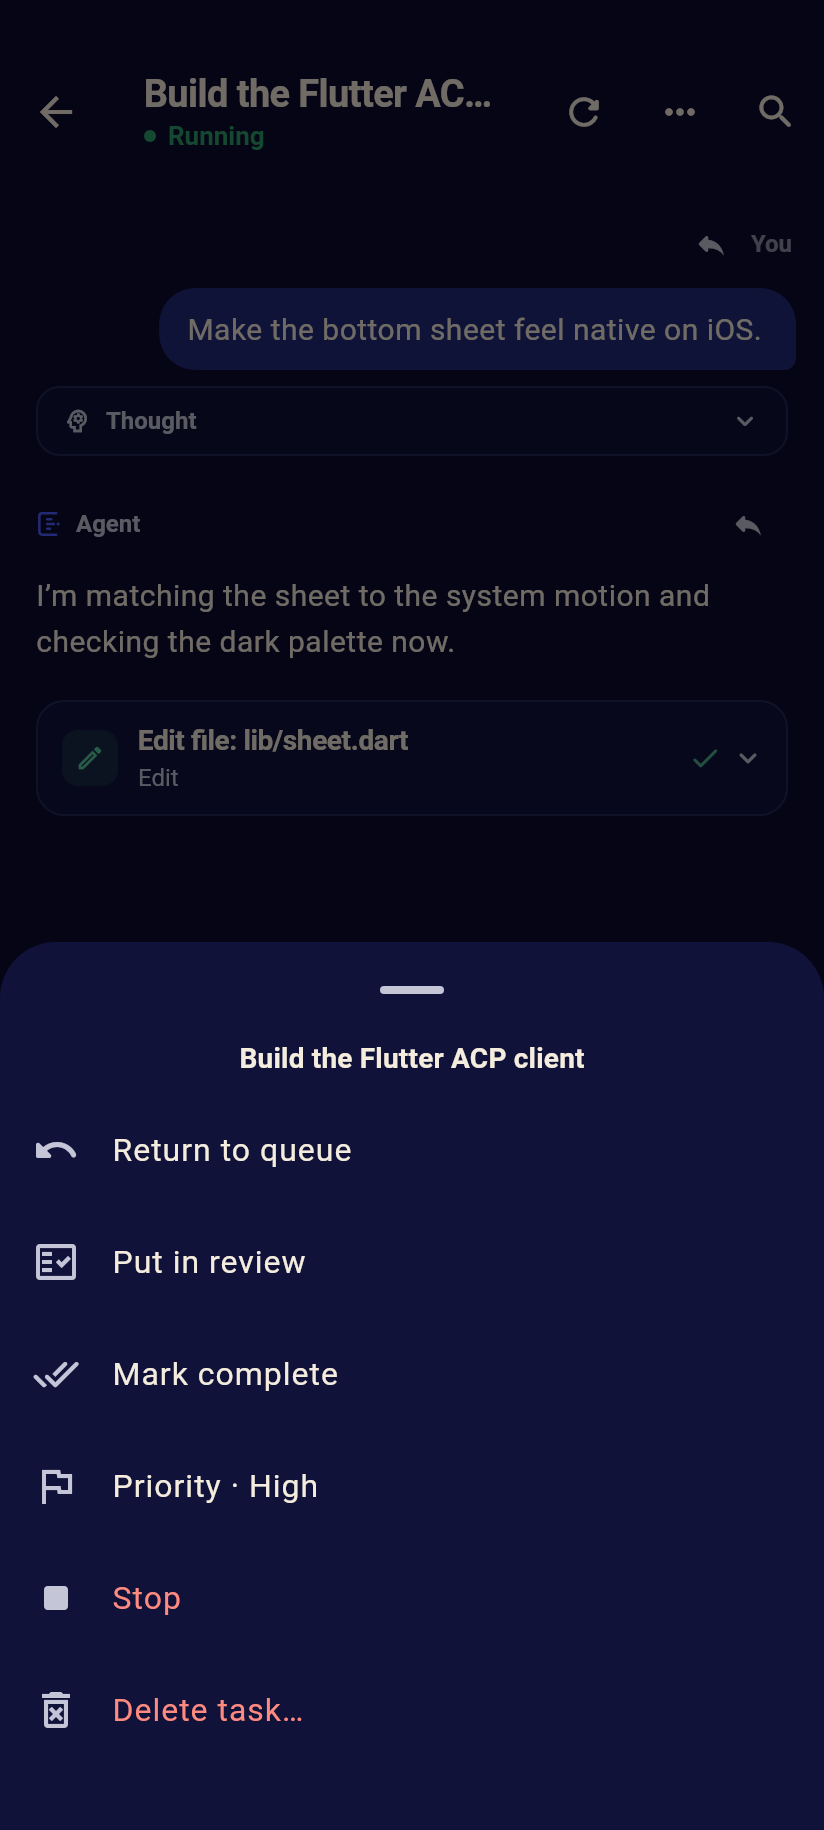 Build the Flutter AC...
Running
You
Make the bottom sheet feel native on iOS.
Thought
Agent
I’m matching the sheet to the system motion and
checking the dark palette now.
Edit file: lib/sheet.dart
Edit
Build the Flutter ACP client
Return to queue
Put in review
Mark complete
Priority · High
Stop
Delete task…